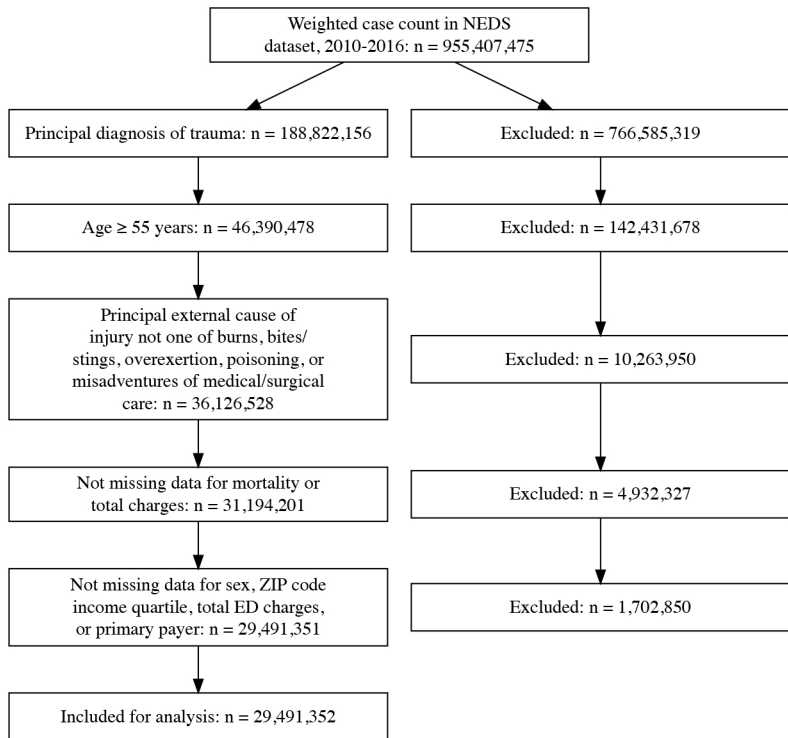 Weighted case count in NEDS
dataset, 2010-2016: n = 955,407,475
Principal diagnosis of trauma: n = 188,822,156
Excluded: n = 766,585,319
Age ≥ 55 years: n = 46,390,478
Excluded: n = 142,431,678
Principal external cause of
injury not one of burns, bites/
stings, overexertion, poisoning, or
misadventures of medical/surgical
care: n = 36,126,528
Excluded: n = 10,263,950
Not missing data for mortality or
total charges: n = 31,194,201
Excluded: n = 4,932,327
Not missing data for sex, ZIP code
income quartile, total ED charges,
or primary payer: n = 29,491,351
Excluded: n = 1,702,850
Included for analysis: n = 29,491,352